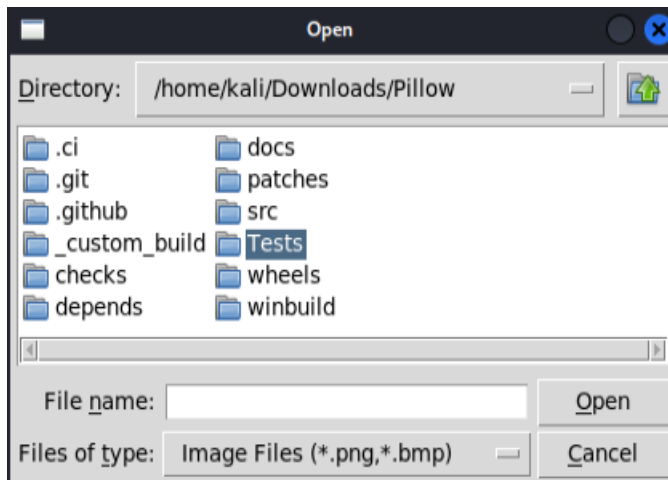 Open
Directory: /home/kali/Downloads/Pillow
.ci docs
.git patches
.github src
_custom_build Tests
checks wheels
depends winbuild
File name: Open
Files of type: Image Files (*.png,*.bmp) Cancel